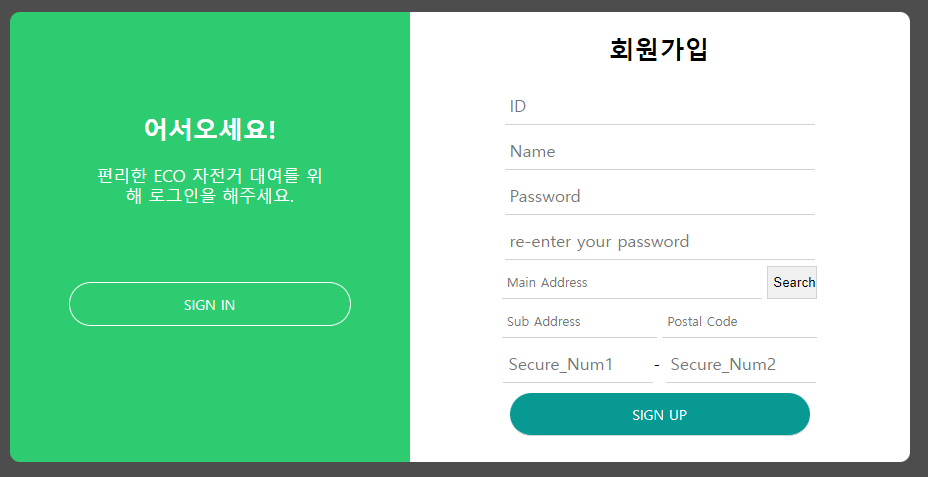 어서오세요!
편리한 ECO 자전거 대여를 위
해 로그인을 해주세요.
SIGN IN
회원가입
ID
Name
Password
re-enter your password
Main Address Search
Sub Address Postal Code
Secure_Num1 - Secure_Num2
SIGN UP